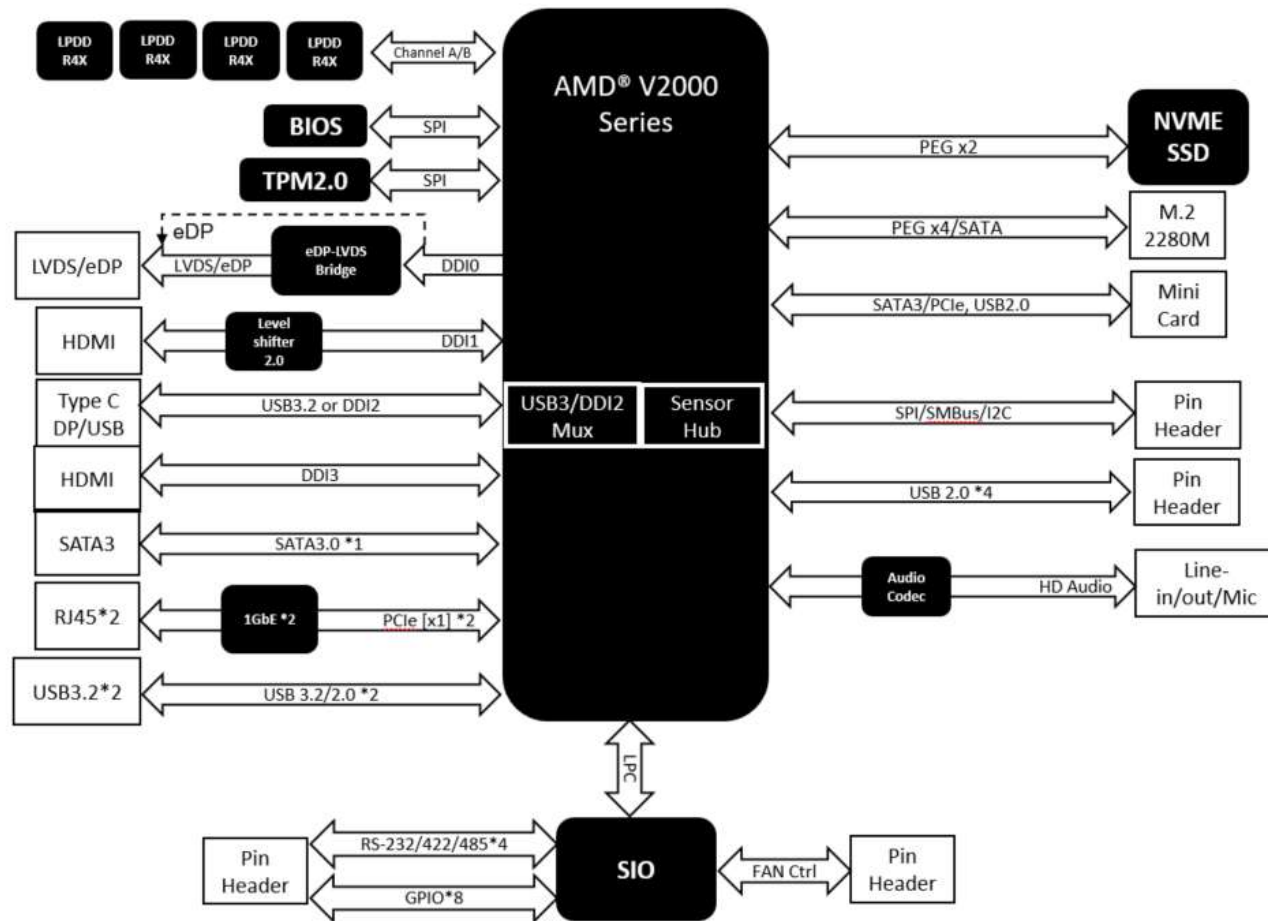 LPDD
R4X
LPDD
R4X
LPDD
R4X
LPDD
R4X
Channel A/B
AMD® V2000
Series
BIOS
SPI
TPM2.0
SPI
eDP
LVDS/eDP
LVDS/eDP
eDP-LVDS
Bridge
DDI0
HDMI
Level
shifter
2.0
DDI1
Type C
DP/USB
USB3.2 or DDI2
USB3/DDI2
Mux
Sensor
Hub
HDMI
DDI3
SATA3
SATA3.0 *1
RJ45*2
1GbE *2
PCIe [x1] *2
USB3.2*2
USB 3.2/2.0 *2
PEG x2
NVME
SSD
PEG x4/SATA
M.2
2280M
SATA3/PCIe, USB2.0
Mini
Card
SPI/SMBus/I2C
Pin
Header
USB 2.0 *4
Pin
Header
Audio
Codec
HD Audio
Line-
in/out/Mic
LPC
Pin
Header
RS-232/422/485*4
GPIO*8
SIO
FAN Ctrl
Pin
Header